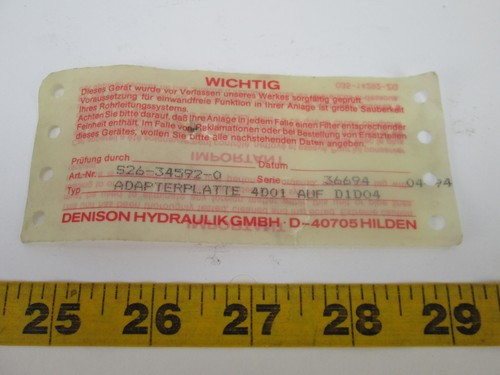 WICHTIG
Dieses Gerät wurde vor Verlassen unseres Werkes sorgfältig geprüft.
Voraussetzung für einwandfreie Funktion in Ihrer Anlage ist größte Sauberkeit
Ihres Rohrleitungssystems.
Achten Sie bitte darauf, daß Ihre Anlage in jedem Falle einen Filter entsprechender
Feinheit enthält. Im Falle von Reklamationen oder bei Bestellung von Ersatzteilen
dieses Gerätes, wollen Sie bitte alle nachstehenden Daten angeben.
IMPORTANT
Prüfung durch Datum
Art.-Nr. S26-34592-0 Serie 36694 04 94
Typ ADAPTERPLATTE 4D01 AUF D1D04
DENISON HYDRAULIK GMBH · D-40705 HILDEN
25 26 27 28 29